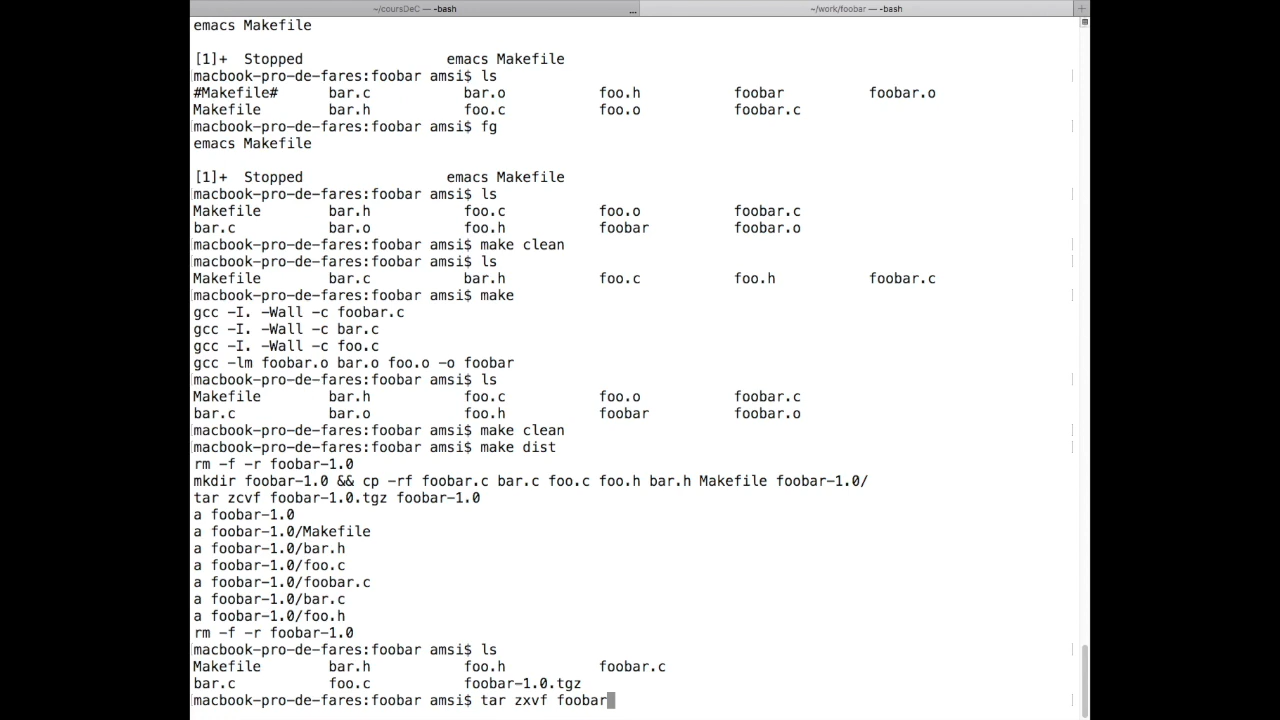 ~/coursDeC — -bash ... ~/work/foobar — -bash +
emacs Makefile
[1]+  Stopped                 emacs Makefile
macbook-pro-de-fares:foobar amsi$ ls
#Makefile#      bar.c           bar.o           foo.h           foobar          foobar.o
Makefile        bar.h           foo.c           foo.o           foobar.c
macbook-pro-de-fares:foobar amsi$ fg
emacs Makefile
[1]+  Stopped                 emacs Makefile
macbook-pro-de-fares:foobar amsi$ ls
Makefile        bar.h           foo.c           foo.o           foobar.c
bar.c           bar.o           foo.h           foobar          foobar.o
macbook-pro-de-fares:foobar amsi$ make clean
macbook-pro-de-fares:foobar amsi$ ls
Makefile        bar.c           bar.h           foo.c           foo.h           foobar.c
macbook-pro-de-fares:foobar amsi$ make
gcc -I. -Wall -c foobar.c
gcc -I. -Wall -c bar.c
gcc -I. -Wall -c foo.c
gcc -lm foobar.o bar.o foo.o -o foobar
macbook-pro-de-fares:foobar amsi$ ls
Makefile        bar.h           foo.c           foo.o           foobar.c
bar.c           bar.o           foo.h           foobar          foobar.o
macbook-pro-de-fares:foobar amsi$ make clean
macbook-pro-de-fares:foobar amsi$ make dist
rm -f -r foobar-1.0
mkdir foobar-1.0 && cp -rf foobar.c bar.c foo.c foo.h bar.h Makefile foobar-1.0/
tar zcvf foobar-1.0.tgz foobar-1.0
a foobar-1.0
a foobar-1.0/Makefile
a foobar-1.0/bar.h
a foobar-1.0/foo.c
a foobar-1.0/foobar.c
a foobar-1.0/bar.c
a foobar-1.0/foo.h
rm -f -r foobar-1.0
macbook-pro-de-fares:foobar amsi$ ls
Makefile        bar.h           foo.h           foobar.c
bar.c           foo.c           foobar-1.0.tgz
macbook-pro-de-fares:foobar amsi$ tar zxvf foobar